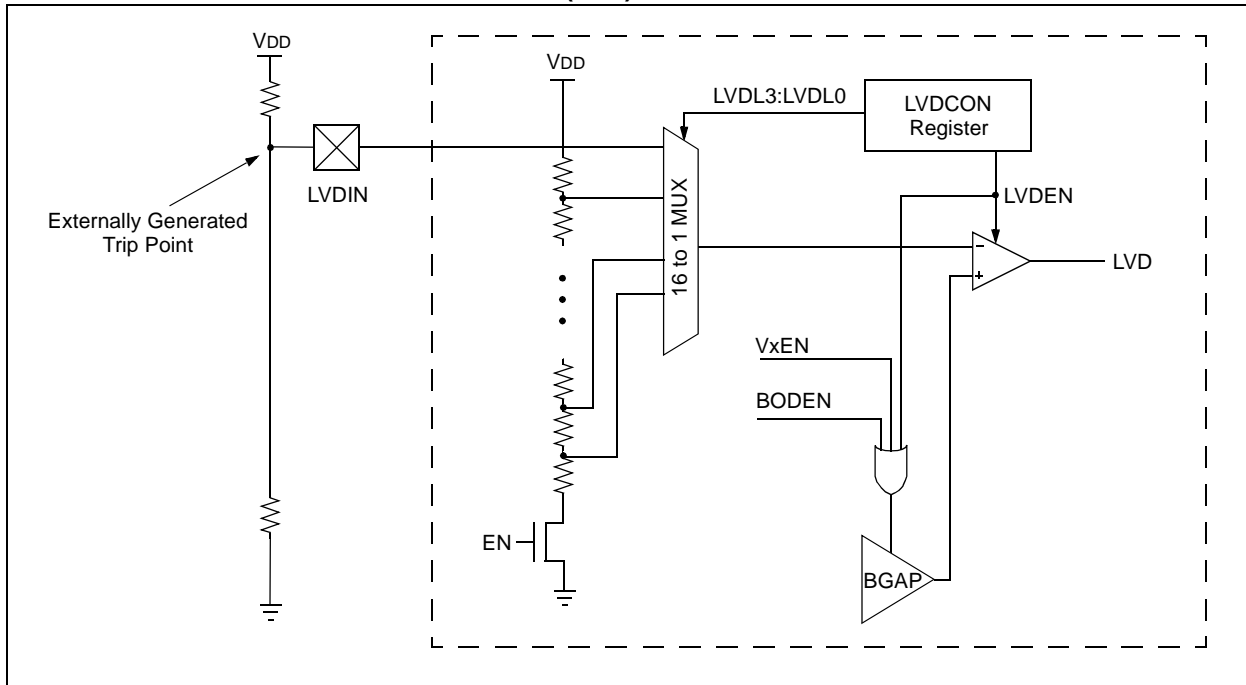 VDD
VDD
LVDL3:LVDL0
LVDCON
Register
LVDIN
16 to 1 MUX
LVDEN
Externally Generated
Trip Point
-
+
LVD
VxEN
BODEN
EN
BGAP